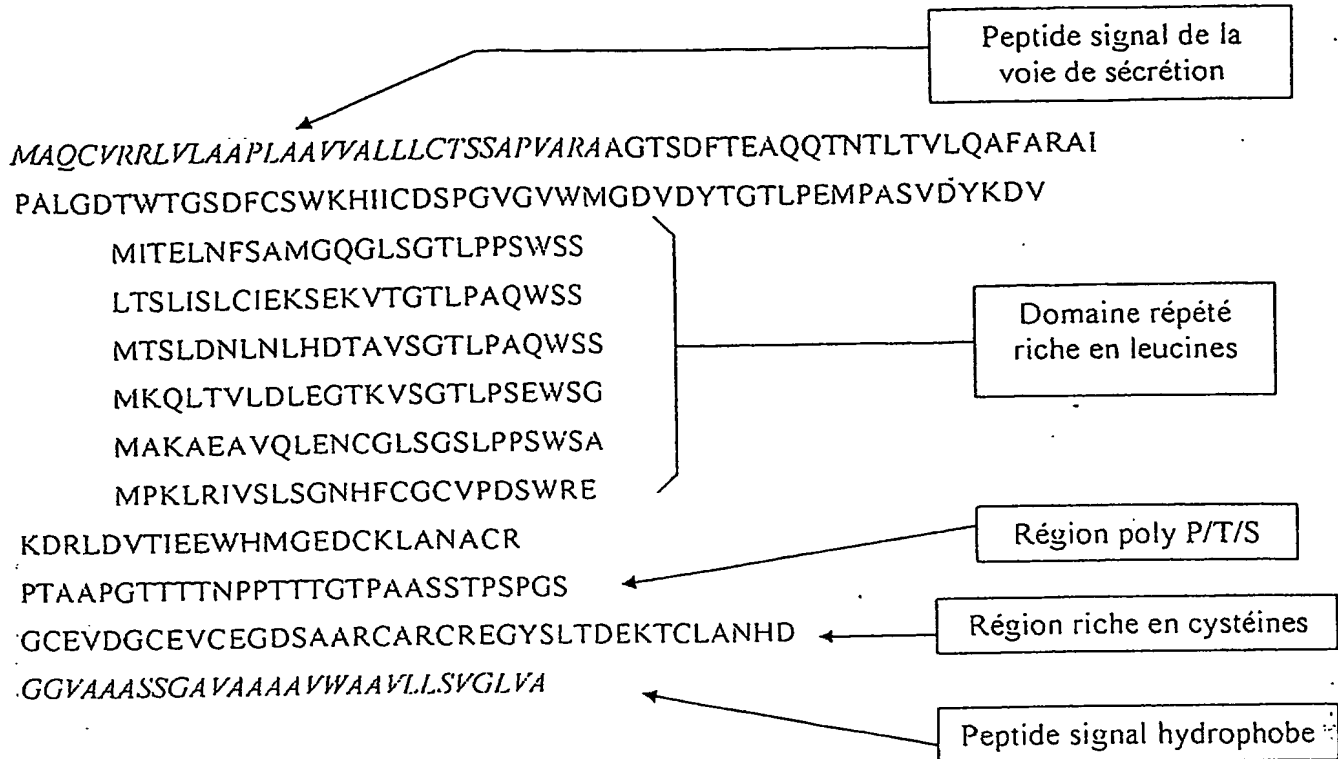 Peptide signal de la
voie de sécrétion
MAQCVRRLVLAAPLAAVVALLLCTSSAPVARAAGTSDFTEAQQTNTLTVLQAFARAI
PALGDTWTGSDFCSWKHIICDSPGVGVWMGDVDYTGTLPEMPASVDYKDV
MITELNFSAMGQGLSGTLPPSWSS
LTSLISLCIEKSEKVTGTLPAQWSS
Domaine répété
riche en leucines
MTSLDNLNLHDTAVSGTLPAQWSS
MKQLTVLDLEGTKVSGTLPSEWSG
MAKAEAVQLENCGLSGSLPPSWSA
MPKLRIVSLSGNHFCGCVPDSWRE
KDRLDVTIEEWHMGEDCKLANACR
Région poly P/T/S
PTAAPGTTTTNPPTTTGTPAASSTPSPGS
GCEVDGCEVCEGDSAARCARCREGYSLTDEKTCLANHD
Région riche en cystéines
GGVAAASSGAVAAAAVWAAVLLSVGLVA
Peptide signal hydrophobe